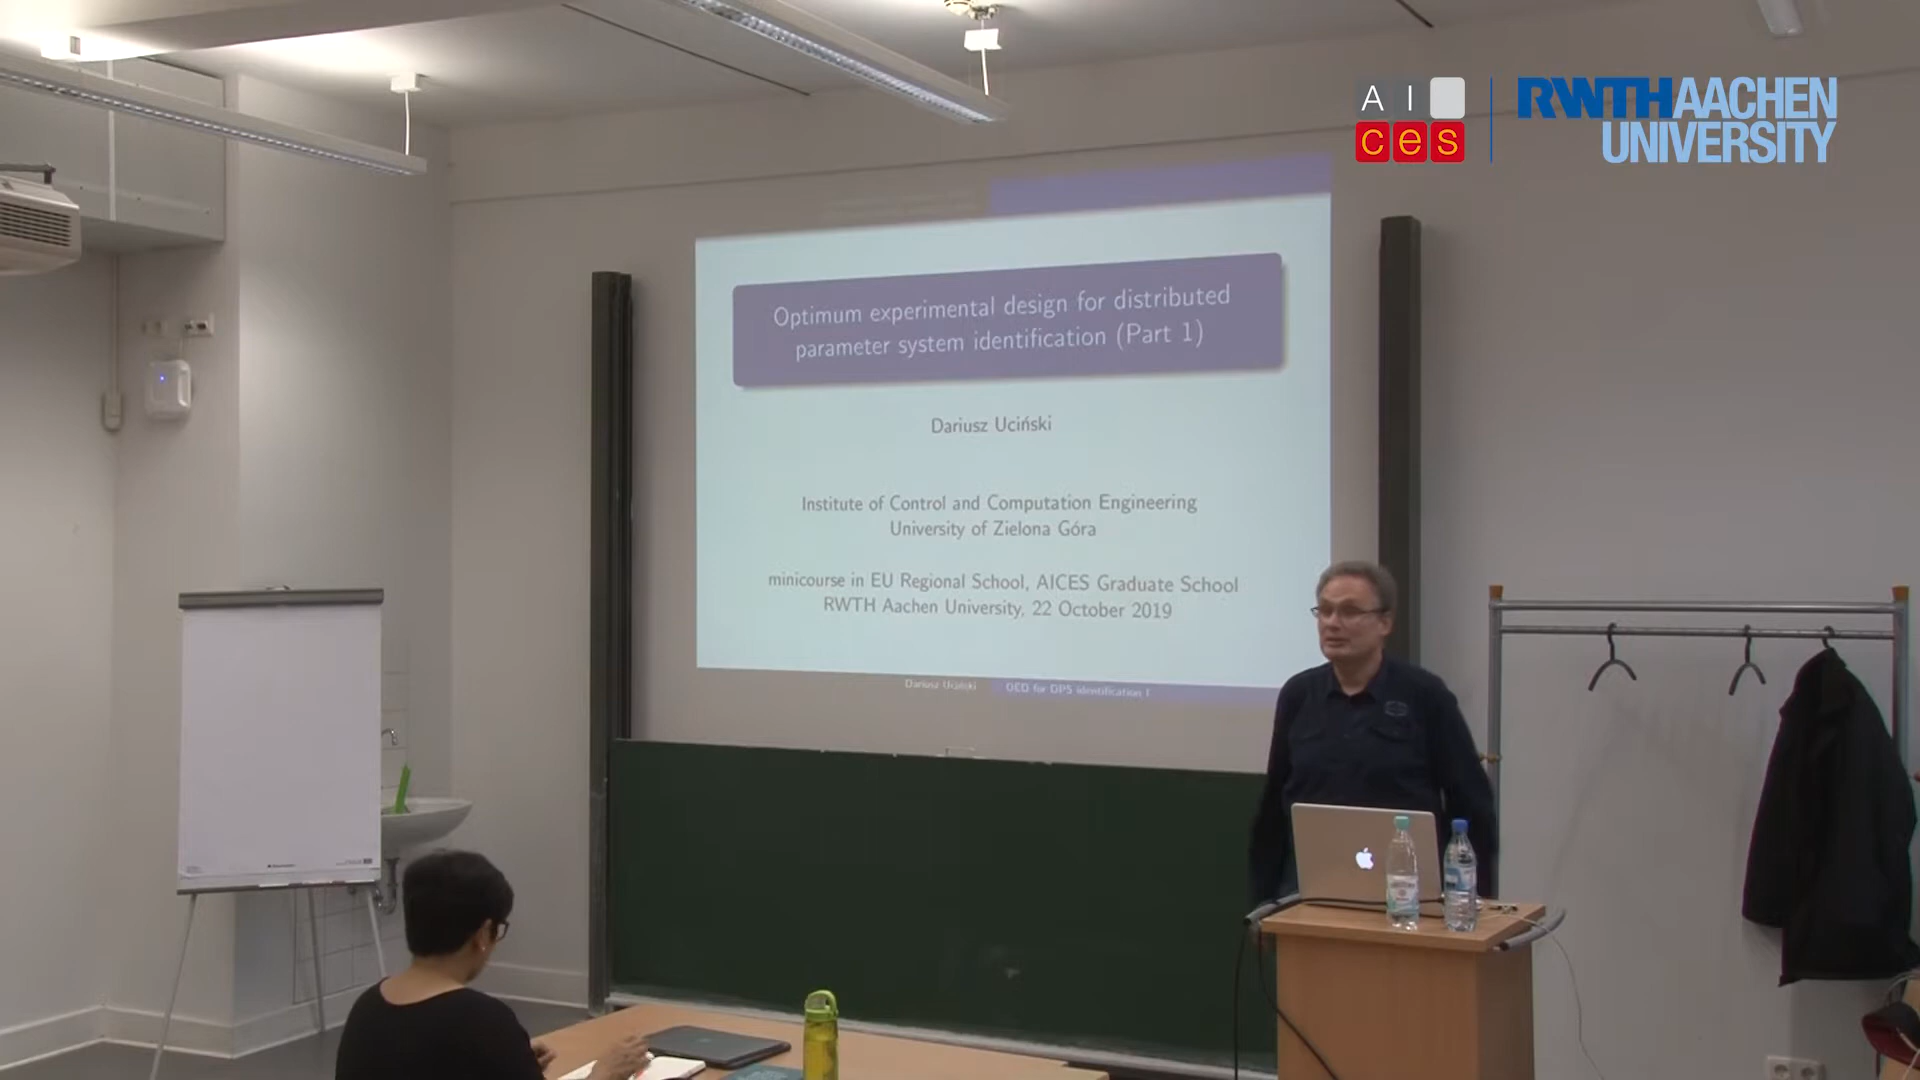 AI
ces
RWTHAACHEN
UNIVERSITY
Optimum experimental design for distributed
parameter system identification (Part 1)
Dariusz Uciński
Institute of Control and Computation Engineering
University of Zielona Góra
minicourse in EU Regional School, AICES Graduate School
RWTH Aachen University, 22 October 2019
Dariusz Uciński OED for DPS identification I